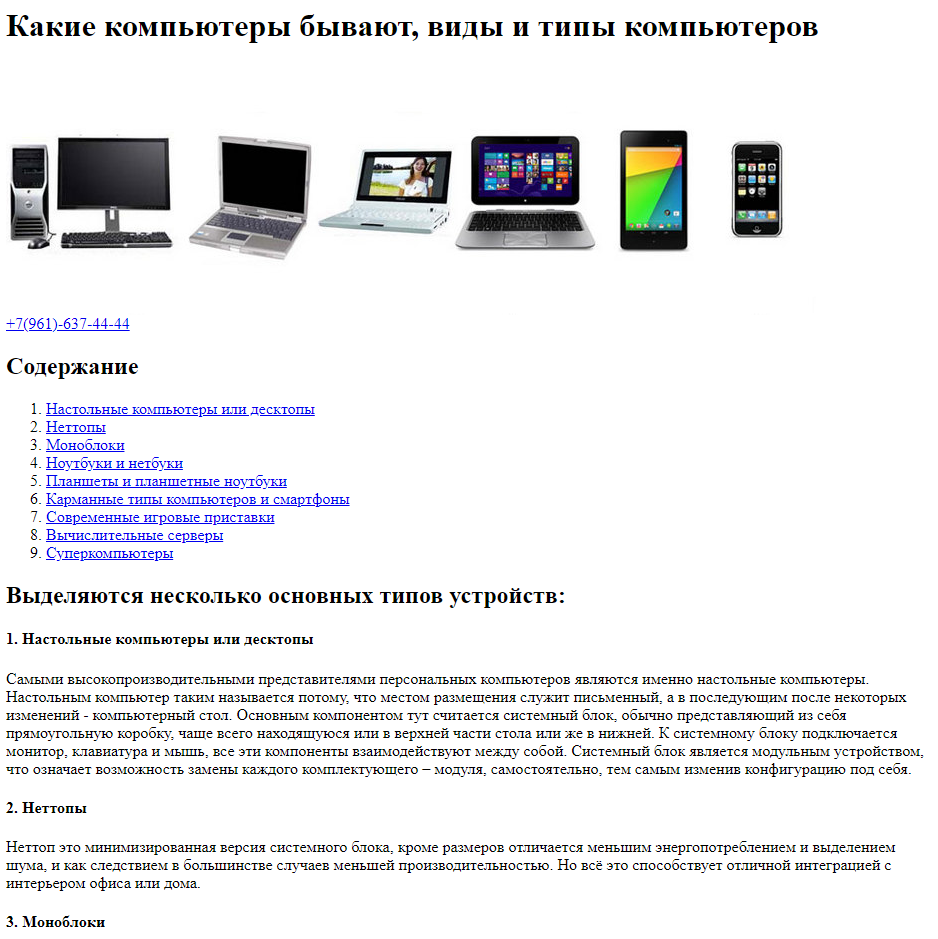 Какие компьютеры бывают, виды и типы компьютеров
+7(961)-637-44-44
Содержание
1. Настольные компьютеры или десктопы
2. Неттопы
3. Моноблоки
4. Ноутбуки и нетбуки
5. Планшеты и планшетные ноутбуки
6. Карманные типы компьютеров и смартфоны
7. Современные игровые приставки
8. Вычислительные серверы
9. Суперкомпьютеры
Выделяются несколько основных типов устройств:
1. Настольные компьютеры или десктопы
Самыми высокопроизводительными представителями персональных компьютеров являются именно настольные компьютеры.
Настольным компьютер таким называется потому, что местом размещения служит письменный, а в последующим после некоторых
изменений - компьютерный стол. Основным компонентом тут считается системный блок, обычно представляющий из себя
прямоугольную коробку, чаще всего находящуюся или в верхней части стола или же в нижней. К системному блоку подключается
монитор, клавиатура и мышь, все эти компоненты взаимодействуют между собой. Системный блок является модульным устройством,
что означает возможность замены каждого комплектующего – модуля, самостоятельно, тем самым изменив конфигурацию под себя.
2. Неттопы
Неттоп это минимизированная версия системного блока, кроме размеров отличается меньшим энергопотреблением и выделением
шума, и как следствием в большинстве случаев меньшей производительностью. Но всё это способствует отличной интеграцией с
интерьером офиса или дома.
3. Моноблоки